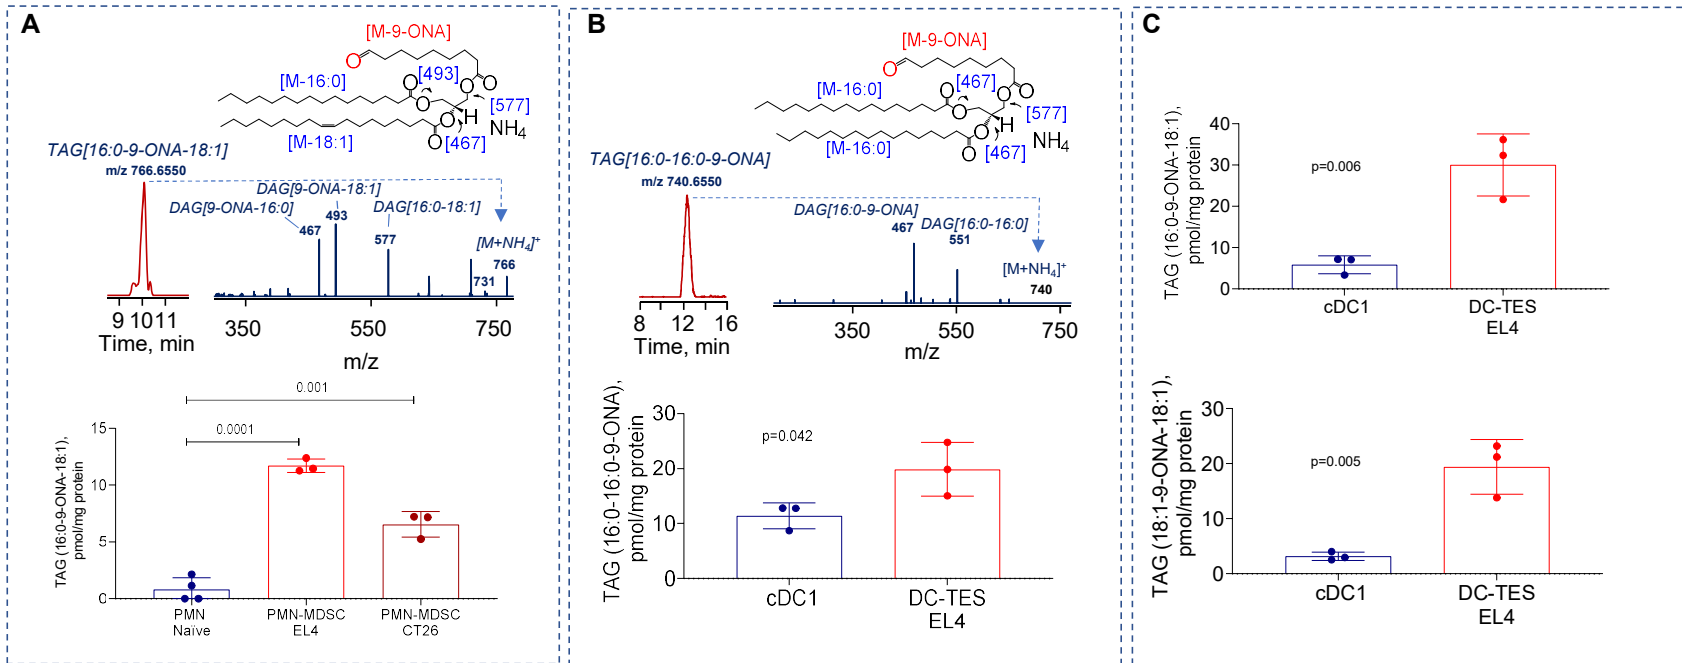 A
[M-9-ONA]
O
[M-16:0]
O
[493]
O
O
O
[577]
H
O
NH4
[M-18:1]
O
[467]
TAG[16:0-9-ONA-18:1]
m/z 766.6550
DAG[9-ONA-18:1]
DAG[9-ONA-16:0]
493
DAG[16:0-18:1]
467
577
[M+NH4]+
766
731
9 10 11
Time, min
350
550
750
m/z
0.001
0.0001
TAG (16:0-9-ONA-18:1),
pmol/mg protein
15
10
5
0
PMN
Naïve
PMN-MDSC
EL4
PMN-MDSC
CT26
B
[M-9-ONA]
O
[M-16:0]
O
[467]
O
O
O
[577]
H
O
NH4
[M-16:0]
O
[467]
TAG[16:0-16:0-9-ONA]
m/z 740.6550
DAG[16:0-9-ONA]
467
DAG[16:0-16:0]
551
[M+NH4]+
740
8 12 16
Time, min
350
550
750
m/z
TAG (16:0-16:0-9-ONA),
pmol/mg protein
30
20
10
0
p=0.042
cDC1
DC-TES
EL4
C
TAG (16:0-9-ONA-18:1),
pmol/mg protein
40
30
20
10
0
p=0.006
cDC1
DC-TES
EL4
TAG (18:1-9-ONA-18:1),
pmol/mg protein
30
20
10
0
p=0.005
cDC1
DC-TES
EL4